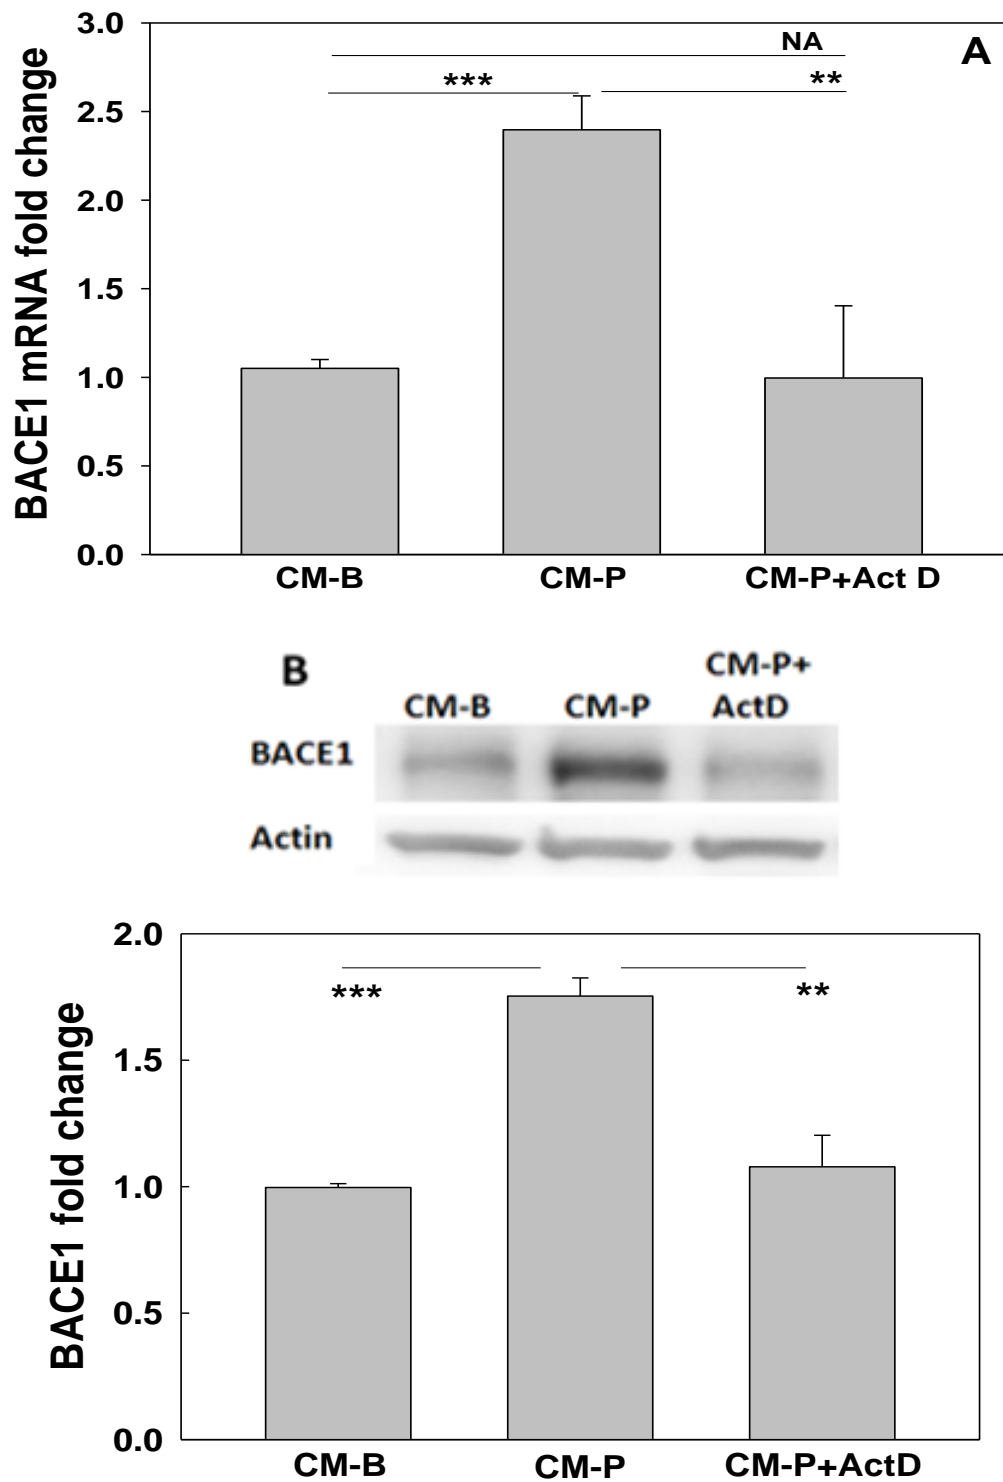 3.0
NA
A
***
**
2.5
2.0
1.5
1.0
0.5
0.0
BACE1 mRNA fold change
CM-B CM-P CM-P+Act D
B
CM-P+
CM-B CM-P ActD
BACE1
Actin
2.0
***
**
1.5
1.0
0.5
0.0
BACE1 fold change
CM-B CM-P CM-P+ActD